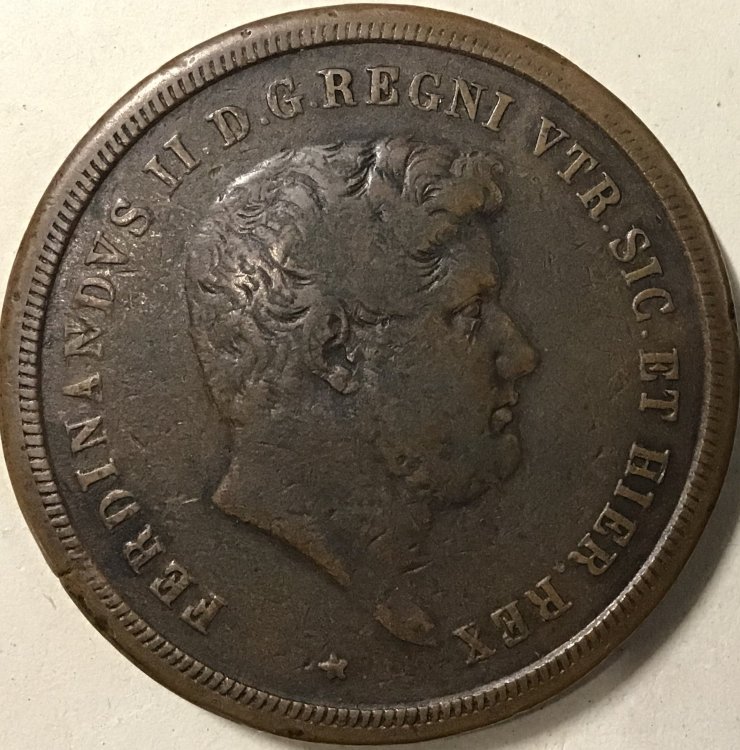 FERDINANDVS II. D.G.REGNI VTR.SIC. ET HIER.REX